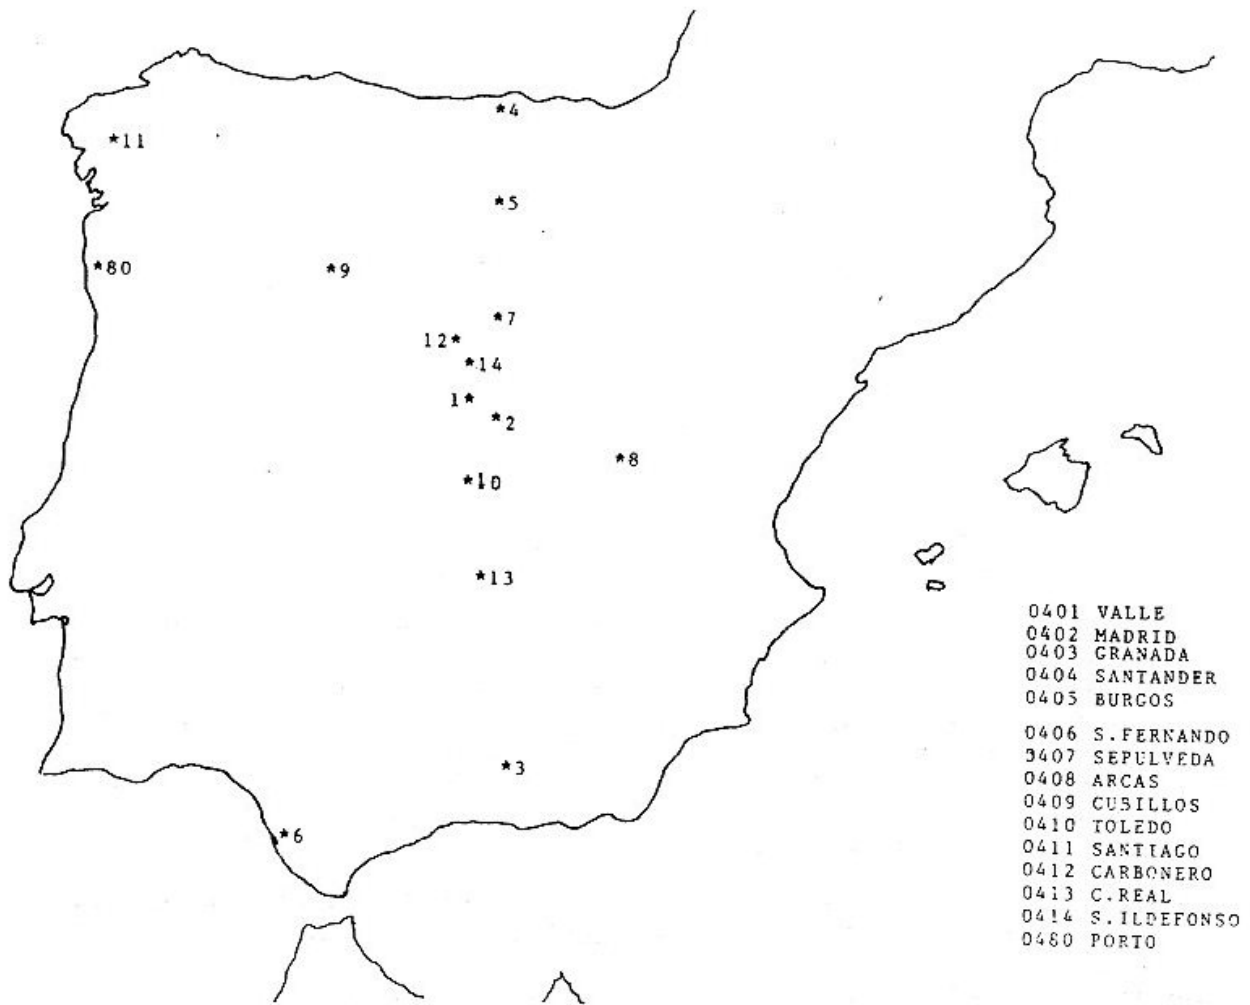 *4
*11
*5
*80
*9
*7
12*
*14
1*
*2
*8
*10
*13
0401 VALLE
0402 MADRID
0403 GRANADA
0404 SANTANDER
0405 BURGOS
0406 S.FERNANDO
0407 SEPULVEDA
0408 ARCAS
0409 CUBILLOS
0410 TOLEDO
0411 SANTIAGO
0412 CARBONERO
0413 C.REAL
0414 S.ILDEFONSO
0480 PORTO
*3
*6